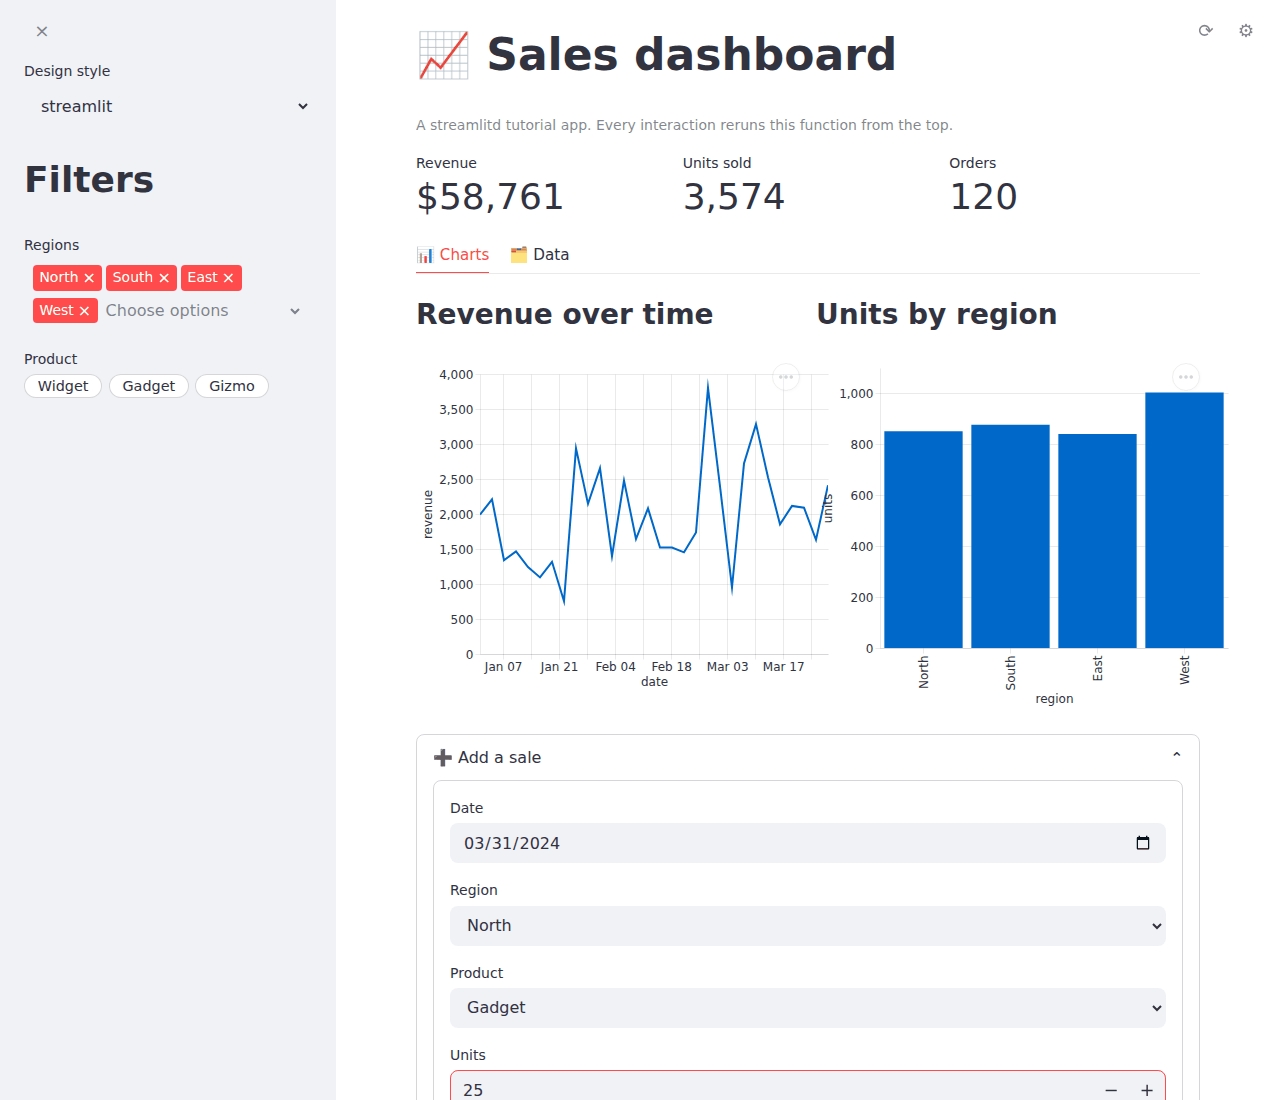 Design style
streamlit
Filters
Regions
North
South
East
West
Choose options
Product
Widget
Gadget
Gizmo
Sales dashboard
A streamlitd tutorial app. Every interaction reruns this function from the top.
Revenue
$58,761
Units sold
3,574
Orders
120
Charts
Data
Revenue over time
4,000
3,500
3,000
2,500
2,000
1,500
1,000
500
0
revenue
Jan 07
Jan 21
Feb 04
Feb 18
Mar 03
Mar 17
date
Units by region
1,000
800
600
400
200
0
units
North
South
East
West
region
Add a sale
Date
03/31/2024
Region
North
Product
Gadget
Units
25